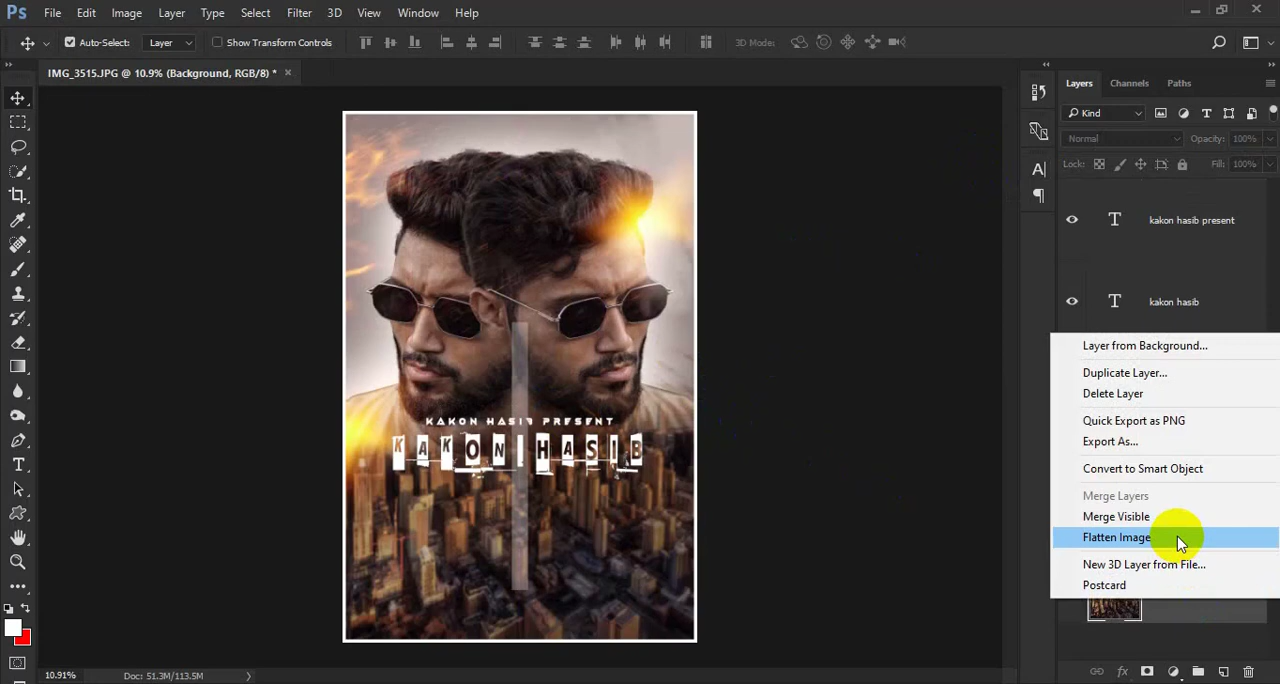 Ps File Edit Image Layer Type Select Filter 3D View Window Help
Auto-Select: Layer Show Transform Controls 3D Mode:
IMG_3515.JPG @ 10.9% (Background, RGB/8) * ×
Layers Channels Paths
Kind
Normal Opacity: 100%
Lock: Fill: 100%
kakon hasib present
kakon hasib
Layer from Background...
Duplicate Layer...
Delete Layer
Quick Export as PNG
Export As...
Convert to Smart Object
Merge Layers
Merge Visible
Flatten Image
New 3D Layer from File...
Postcard
KAKON HASIB PRESENT
KAKON HASIB
10.91% Doc: 51.3M/113.5M